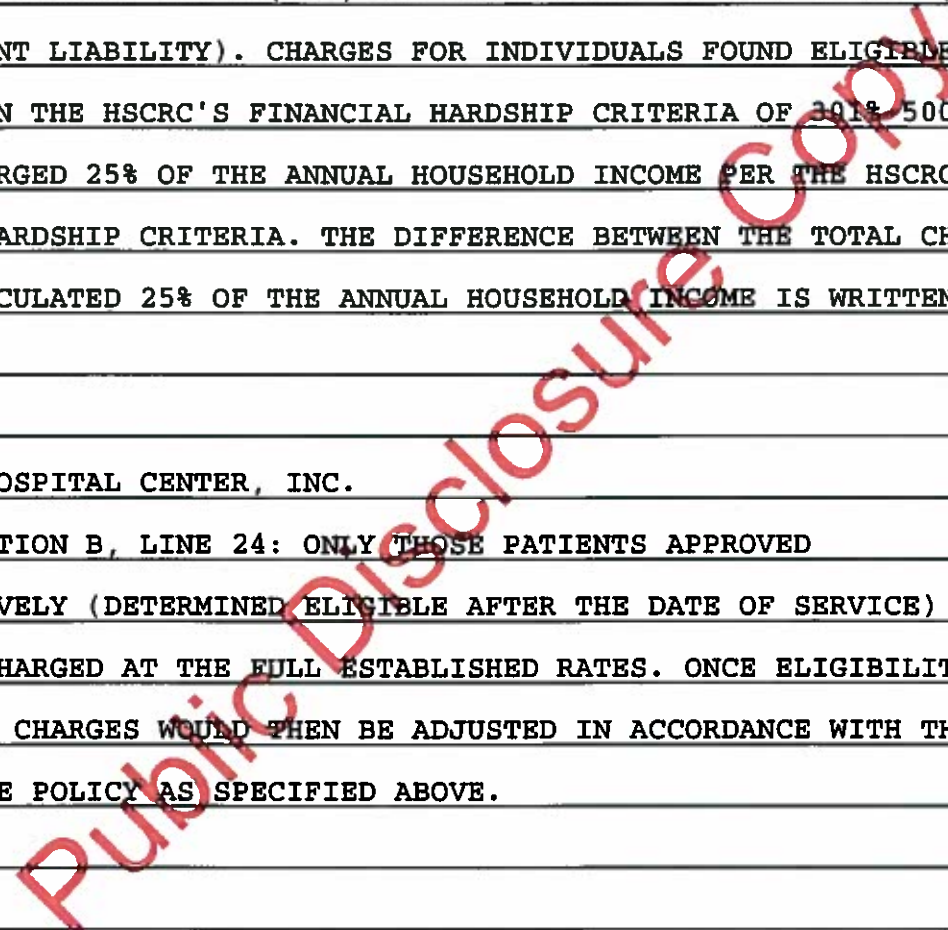 NT LIABILITY). CHARGES FOR INDIVIDUALS FOUND ELIGIBLE
N THE HSCRC'S FINANCIAL HARDSHIP CRITERIA OF 301%-500
RGED 25% OF THE ANNUAL HOUSEHOLD INCOME PER THE HSCRC
ARDSHIP CRITERIA. THE DIFFERENCE BETWEEN THE TOTAL CH
CULATED 25% OF THE ANNUAL HOUSEHOLD INCOME IS WRITTEN
OSPITAL CENTER, INC.
TION B, LINE 24: ONLY THOSE PATIENTS APPROVED
VELY (DETERMINED ELIGIBLE AFTER THE DATE OF SERVICE)
HARGED AT THE FULL ESTABLISHED RATES. ONCE ELIGIBILIT
CHARGES WOULD THEN BE ADJUSTED IN ACCORDANCE WITH TH
E POLICY AS SPECIFIED ABOVE.
Public Disclosure Copy